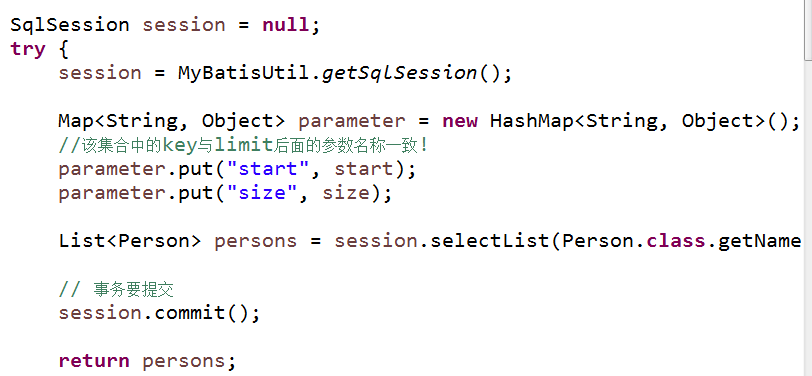 SqlSession session = null;
try {
session = MyBatisUtil.getSqlSession();
Map<String, Object> parameter = new HashMap<String, Object>();
//该集合中的key与limit后面的参数名称一致!
parameter.put("start", start);
parameter.put("size", size);
List<Person> persons = session.selectList(Person.class.getName
// 事务要提交
session.commit();
return persons;